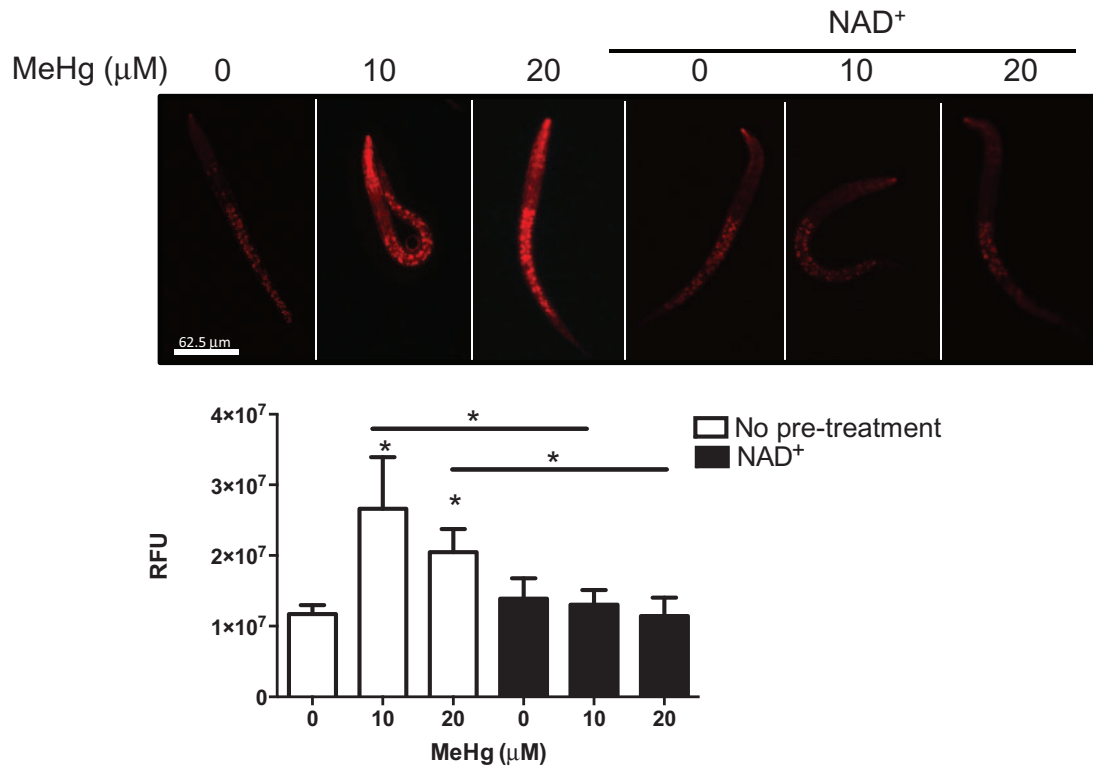 NAD⁺
MeHg (μM) 0 10 20 0 10 20
62.5 μm
4×10⁷
3×10⁷
2×10⁷
1×10⁷
0
RFU
*
*
*
*
No pre-treatment
NAD⁺
0 10 20 0 10 20
MeHg (μM)